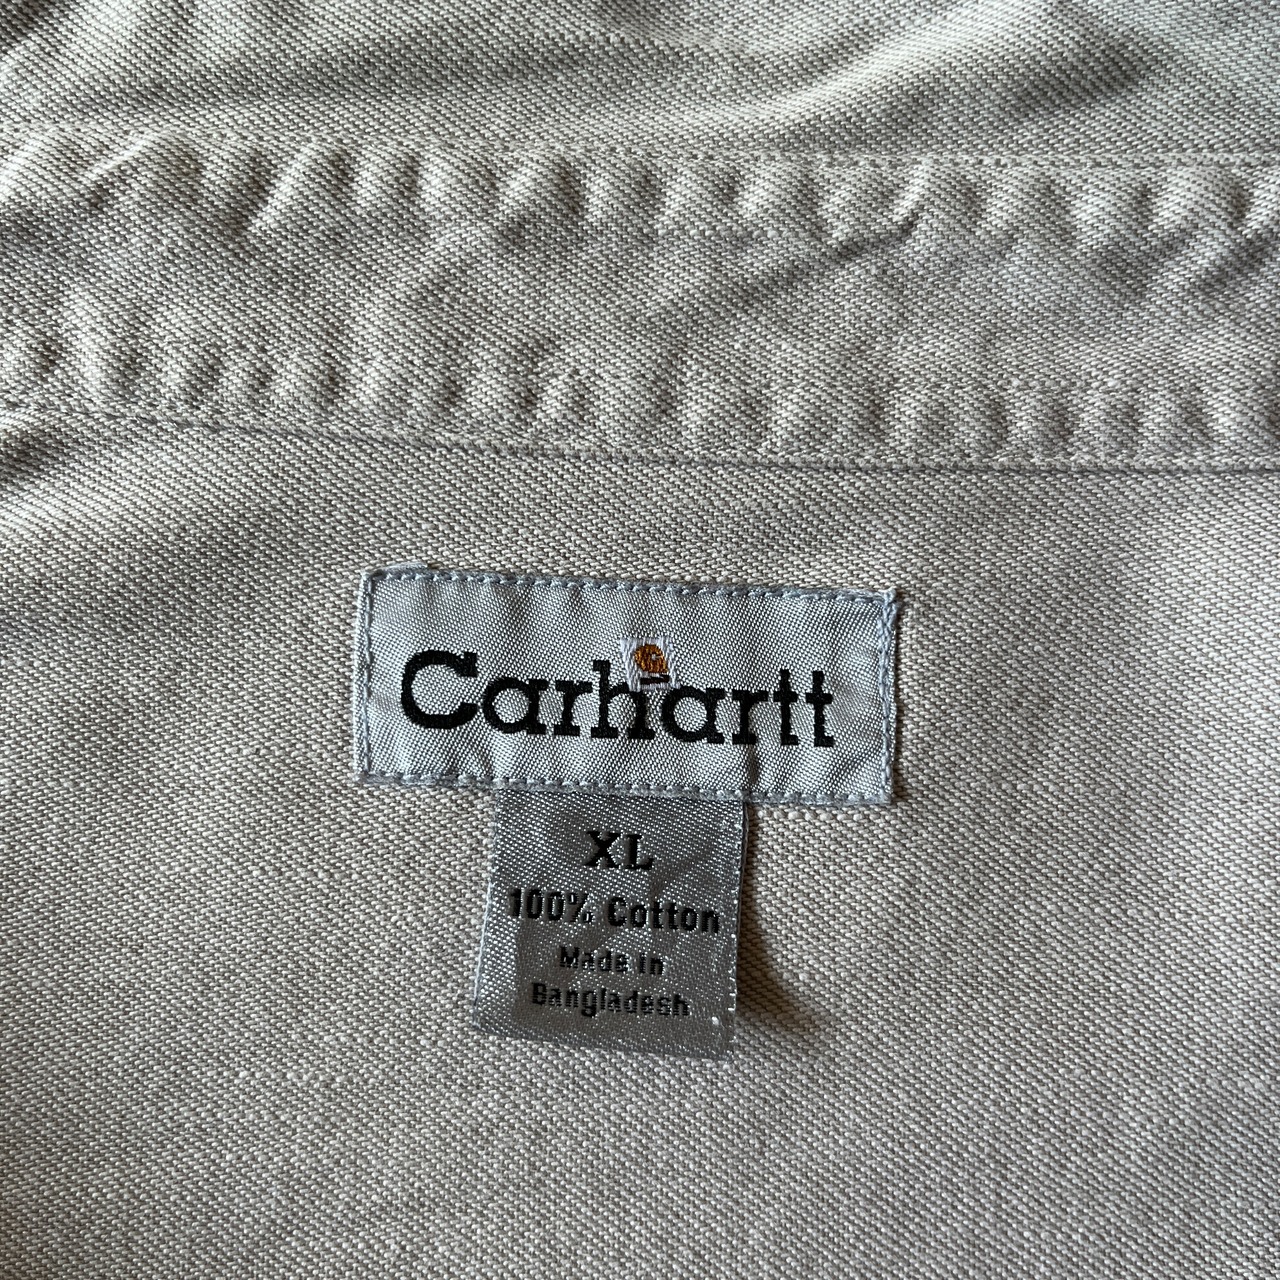 Carhartt
XL
100% Cotton
Made in
Bangladesh